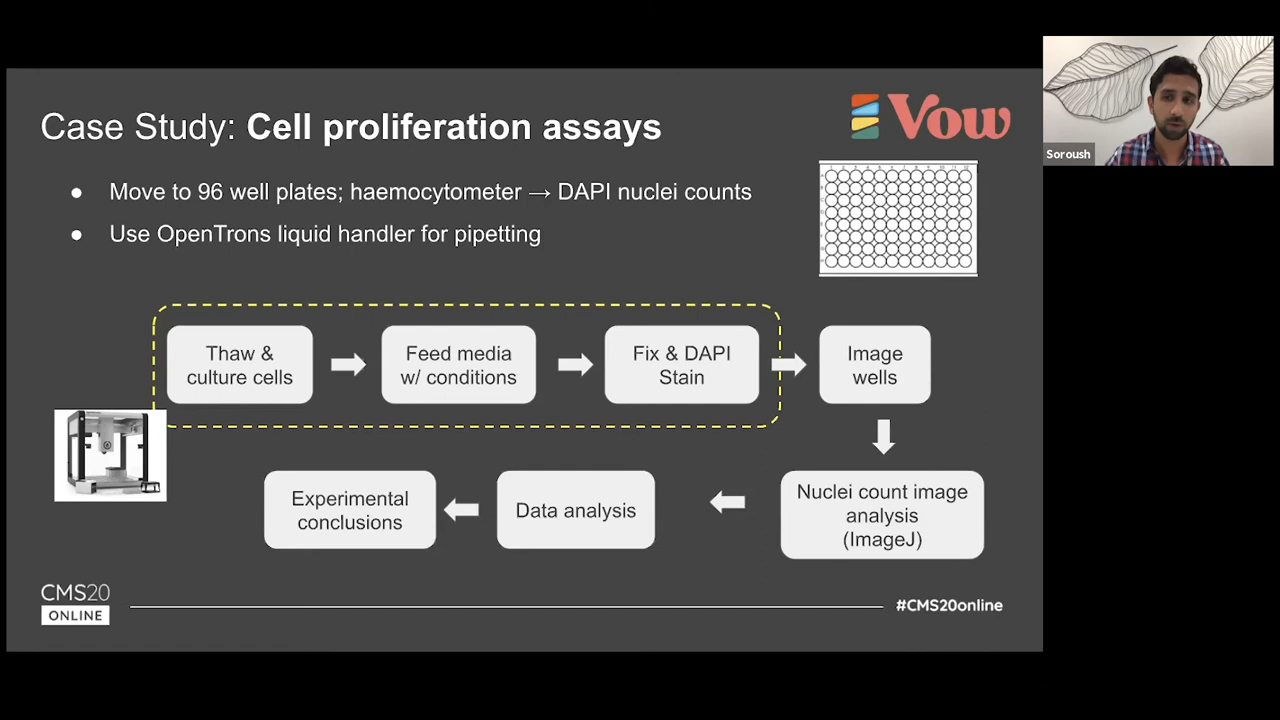 Case Study: Cell proliferation assays
Vow
Soroush
● Move to 96 well plates; haemocytometer → DAPI nuclei counts
● Use OpenTrons liquid handler for pipetting
Thaw &
culture cells
Feed media
w/ conditions
Fix & DAPI
Stain
Image
wells
Nuclei count image
analysis
(ImageJ)
Data analysis
Experimental
conclusions
CMS20
ONLINE
#CMS20online